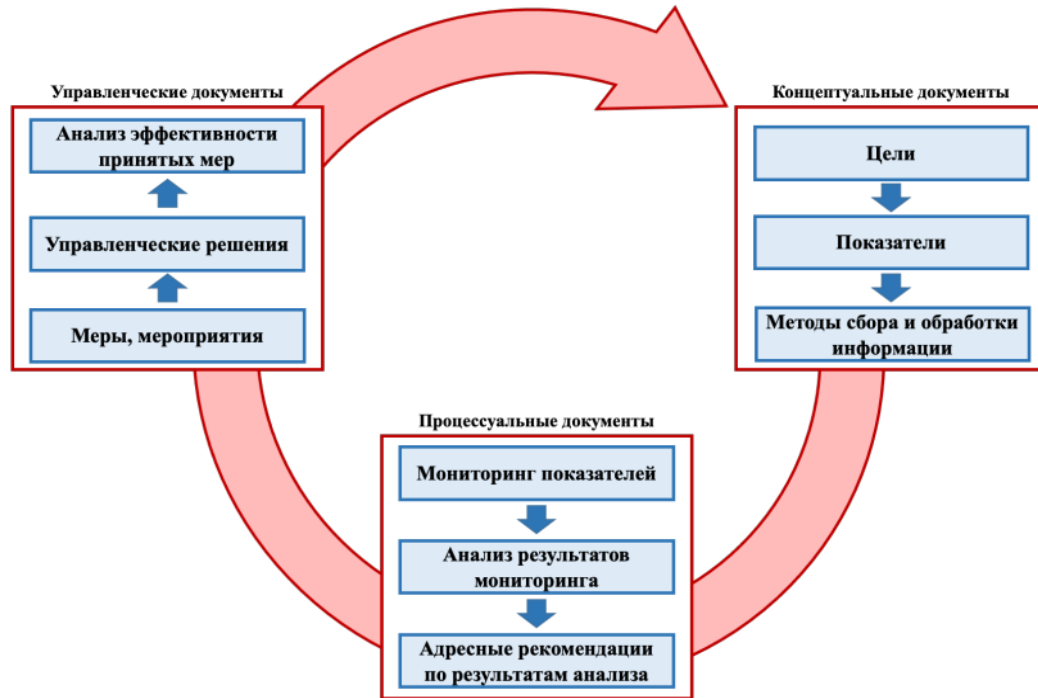 Управленческие документы
Анализ эффективности
принятых мер
Управленческие решения
Меры, мероприятия
Концептуальные документы
Цели
Показатели
Методы сбора и обработки
информации
Процессуальные документы
Мониторинг показателей
Анализ результатов
мониторинга
Адресные рекомендации
по результатам анализа